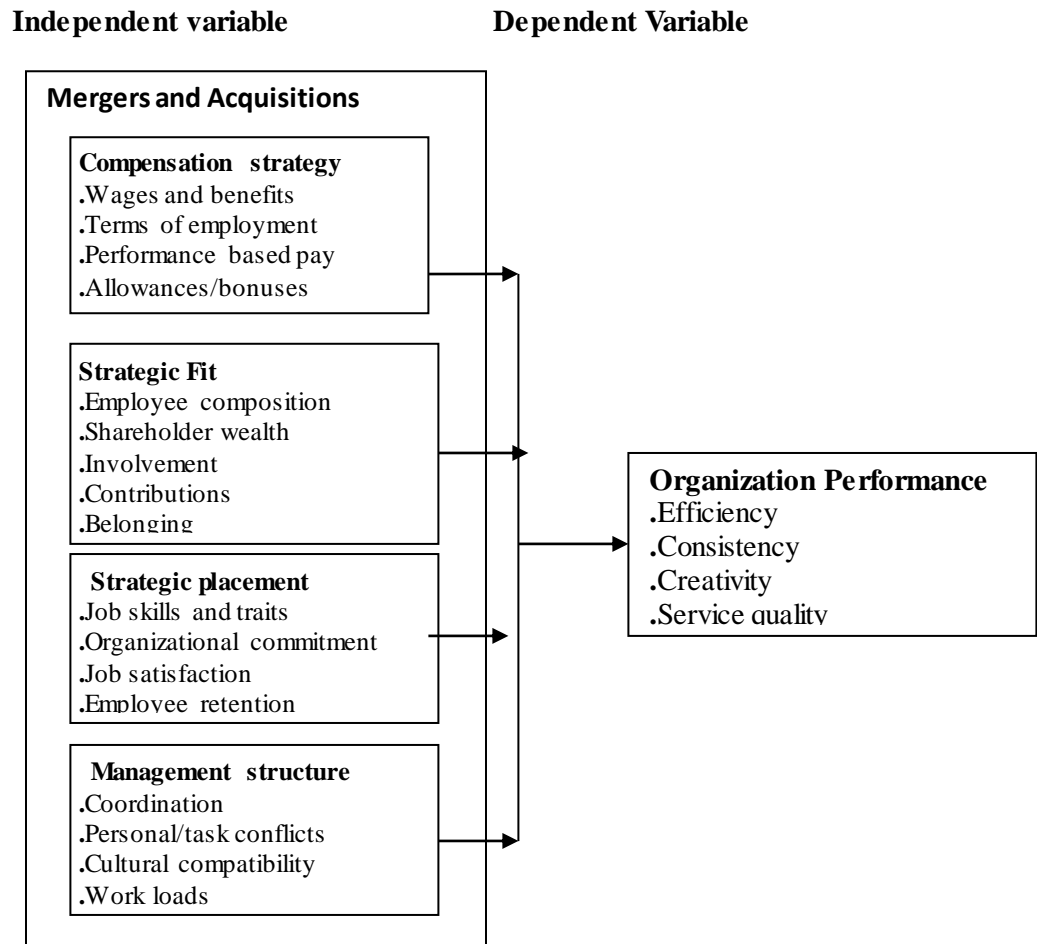 Independent variable
Dependent Variable
Mergers and Acquisitions
Compensation strategy
.Wages and benefits
.Terms of employment
.Performance based pay
.Allowances/bonuses
Strategic Fit
.Employee composition
.Shareholder wealth
.Involvement
.Contributions
.Belonging
Strategic placement
.Job skills and traits
.Organizational commitment
.Job satisfaction
.Employee retention
Management structure
.Coordination
.Personal/task conflicts
.Cultural compatibility
.Work loads
Organization Performance
.Efficiency
.Consistency
.Creativity
.Service quality